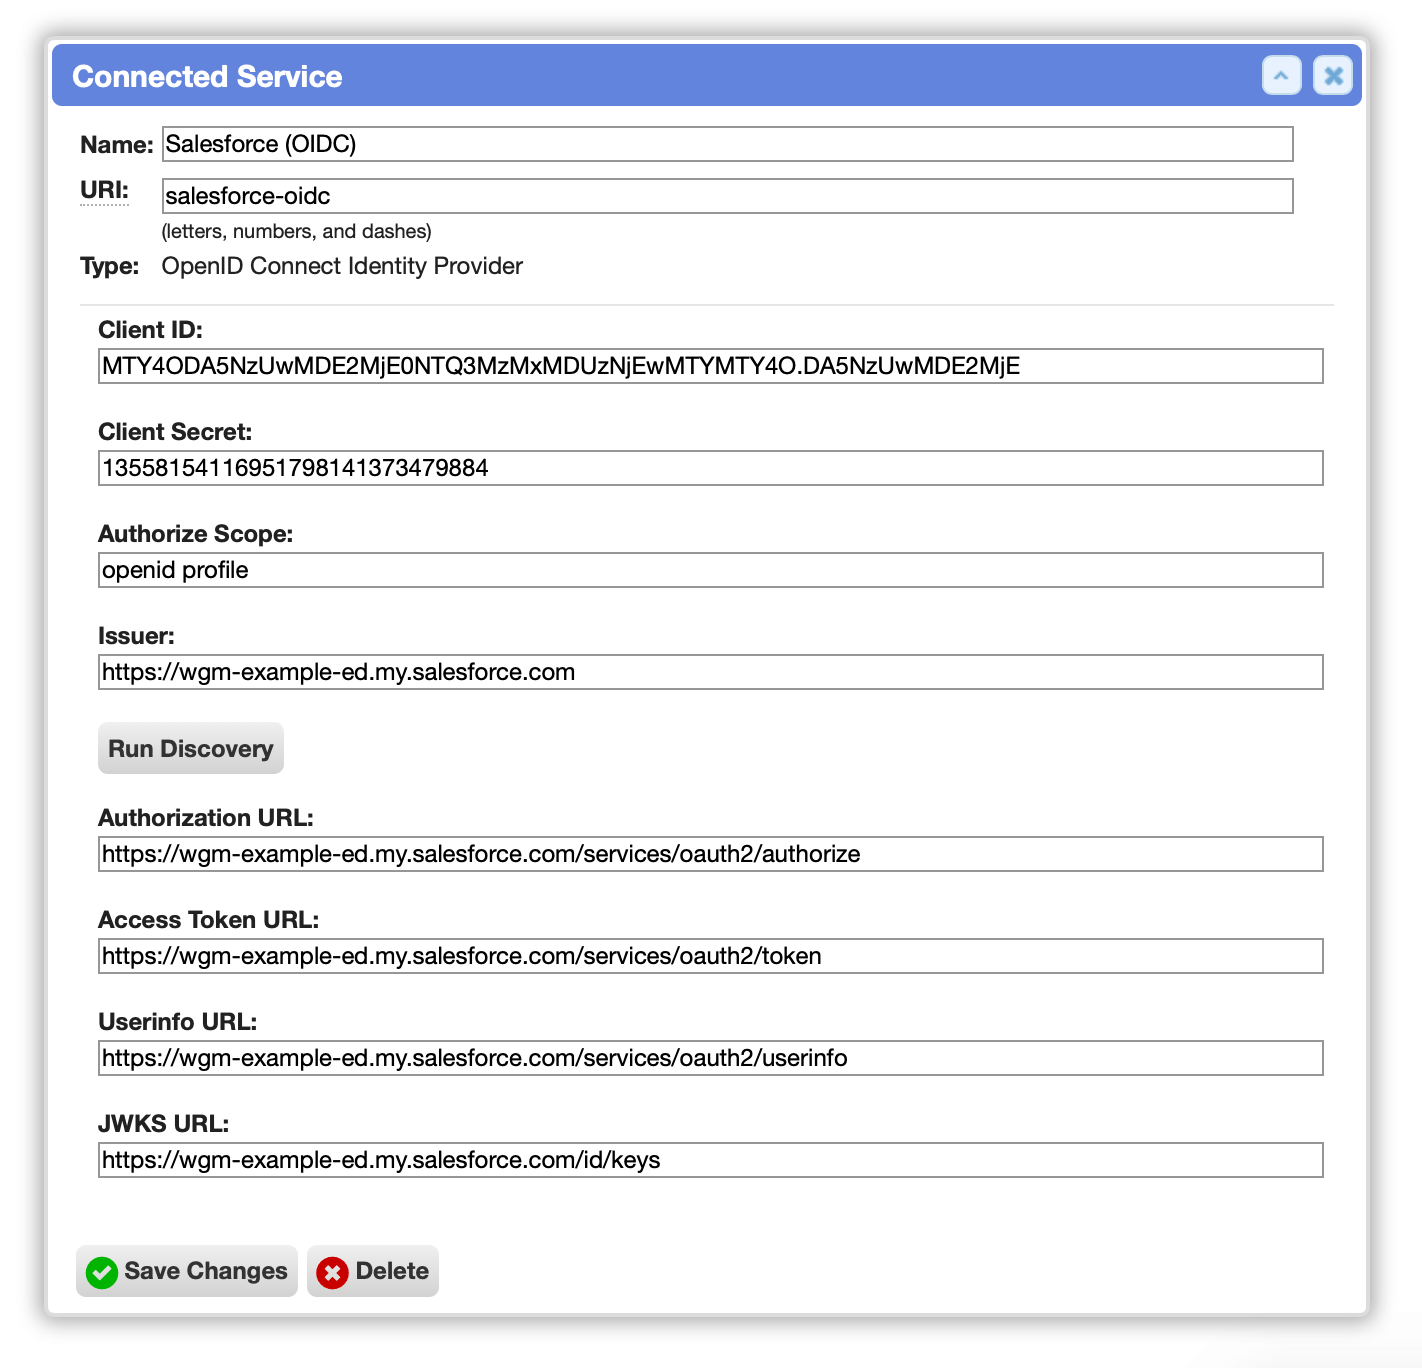 Connected Service
Name: Salesforce (OIDC)
URI: salesforce-oidc
(letters, numbers, and dashes)
Type: OpenID Connect Identity Provider
Client ID:
MTY4ODA5NzUwMDE2MjE0NTQ3MzMxMDUzNjEwMTYMTY4O.DA5NzUwMDE2MjE
Client Secret:
13558154116951798141373479884
Authorize Scope:
openid profile
Issuer:
https://wgm-example-ed.my.salesforce.com
Run Discovery
Authorization URL:
https://wgm-example-ed.my.salesforce.com/services/oauth2/authorize
Access Token URL:
https://wgm-example-ed.my.salesforce.com/services/oauth2/token
Userinfo URL:
https://wgm-example-ed.my.salesforce.com/services/oauth2/userinfo
JWKS URL:
https://wgm-example-ed.my.salesforce.com/id/keys
Save Changes Delete